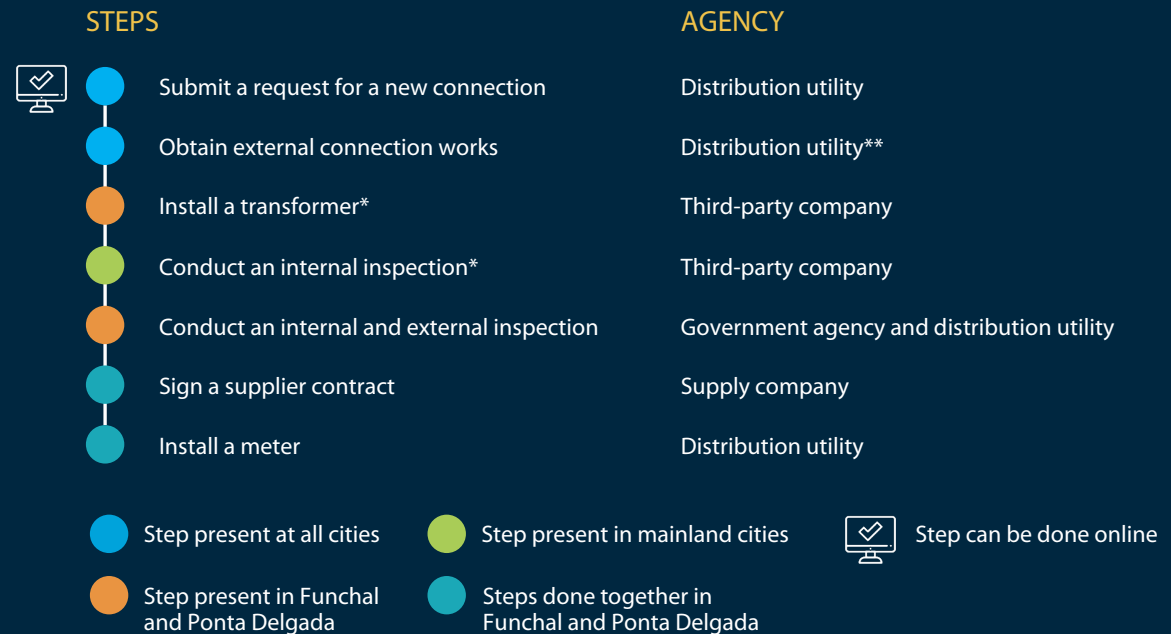 STEPS AGENCY
Submit a request for a new connection Distribution utility
Obtain external connection works Distribution utility**
Install a transformer* Third-party company
Conduct an internal inspection* Third-party company
Conduct an internal and external inspection Government agency and distribution utility
Sign a supplier contract Supply company
Install a meter Distribution utility
Step present at all cities Step present in mainland cities Step can be done online
Step present in Funchal Steps done together in
and Ponta Delgada Funchal and Ponta Delgada